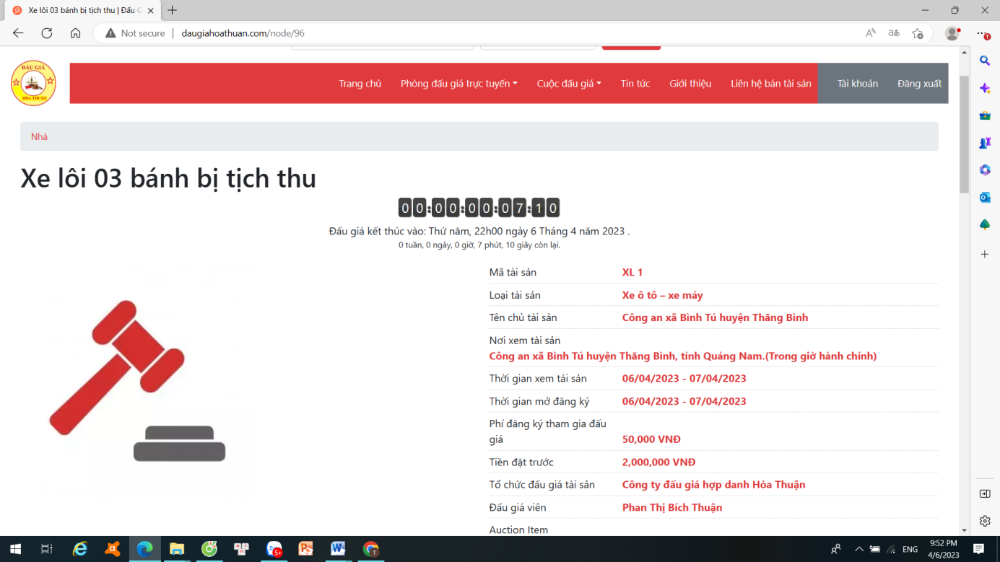 Xe lôi 03 bánh bị tịch thu | Đấu G
Not secure | daugiahoathuan.com/node/96
ĐẤU GIÁ
HÒA THUẬN
Trang chủ Phòng đấu giá trực tuyến Cuộc đấu giá Tin tức Giới thiệu Liên hệ bán tài sản Tài khoản Đăng xuất
Nhà
Xe lôi 03 bánh bị tịch thu
00:00:00:07:10
Đấu giá kết thúc vào: Thứ năm, 22h00 ngày 6 Tháng 4 năm 2023 .
0 tuần, 0 ngày, 0 giờ, 7 phút, 10 giây còn lại.
Mã tài sản XL 1
Loại tài sản Xe ô tô – xe máy
Tên chủ tài sản Công an xã Bình Tú huyện Thăng Bình
Nơi xem tài sản
Công an xã Bình Tú huyện Thăng Bình, tỉnh Quảng Nam.(Trong giờ hành chính)
Thời gian xem tài sản 06/04/2023 - 07/04/2023
Thời gian mở đăng ký 06/04/2023 - 07/04/2023
Phí đăng ký tham gia đấu
giá 50,000 VNĐ
Tiền đặt trước 2,000,000 VNĐ
Tổ chức đấu giá tài sản Công ty đấu giá hợp danh Hòa Thuận
Đấu giá viên Phan Thị Bích Thuận
Auction Item
ENG
9:52 PM
4/6/2023